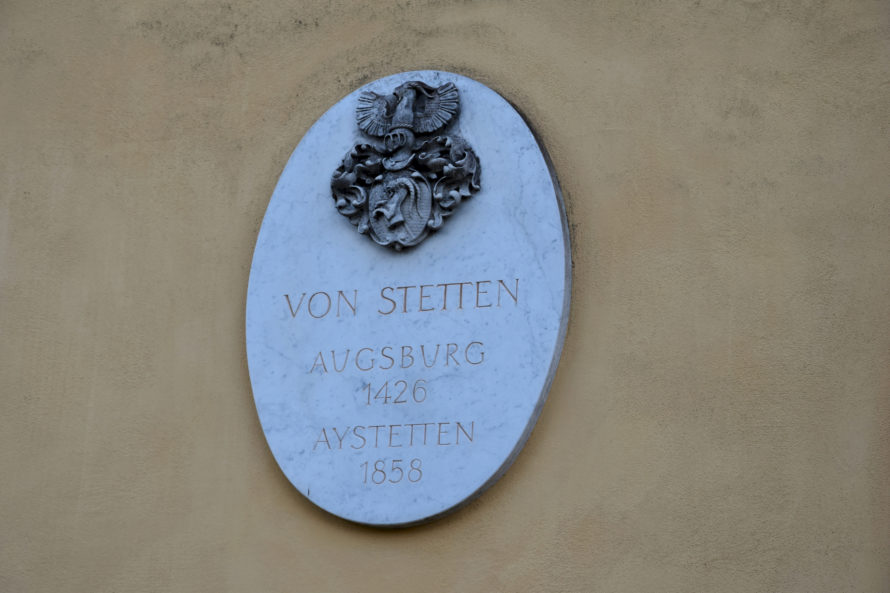 VON STETTEN
AUGSBURG
1426
AYSTETTEN
1858